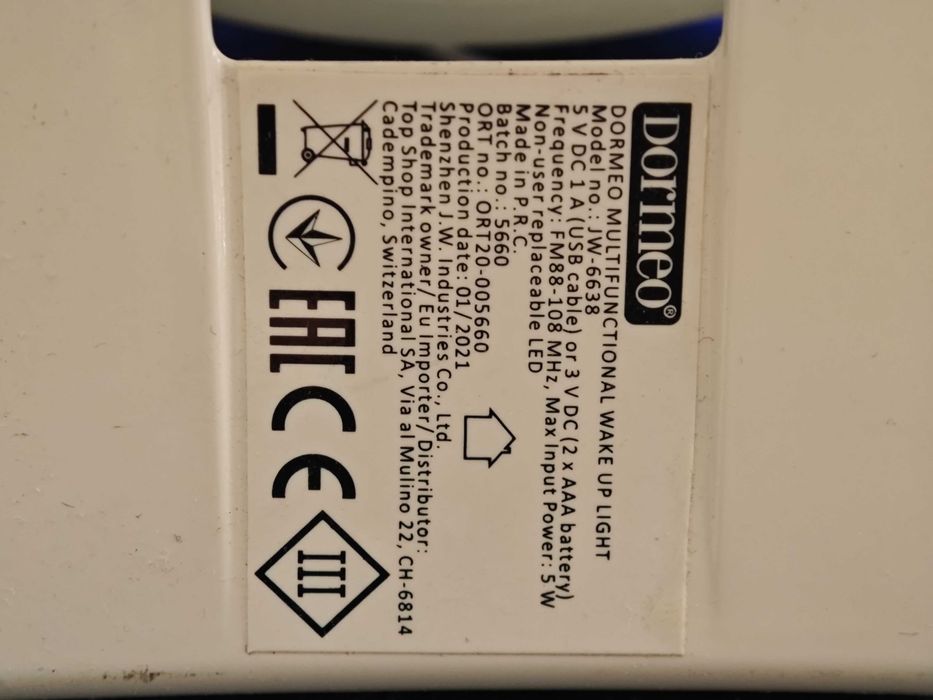 Dormeo®
DORMEO MULTIFUNCTIONAL WAKE UP LIGHT
Model no.: JW-6638
5 V DC 1 A (USB cable) or 3 V DC (2 x AAA battery)
Frequency: FM88-108 MHz, Max Input Power: 5 W
Non-user replaceable LED
Made in P.R.C.
Batch no.: 5660
ORT no.: ORT20-005660
Production date: 01/2021
Shenzhen J.W. Industries Co., Ltd.
Trademark owner/ Eu Importer/ Distributor:
Top Shop International SA, Via al Mulino 22, CH-6814
Cadempino, Switzerland
EAC CE III